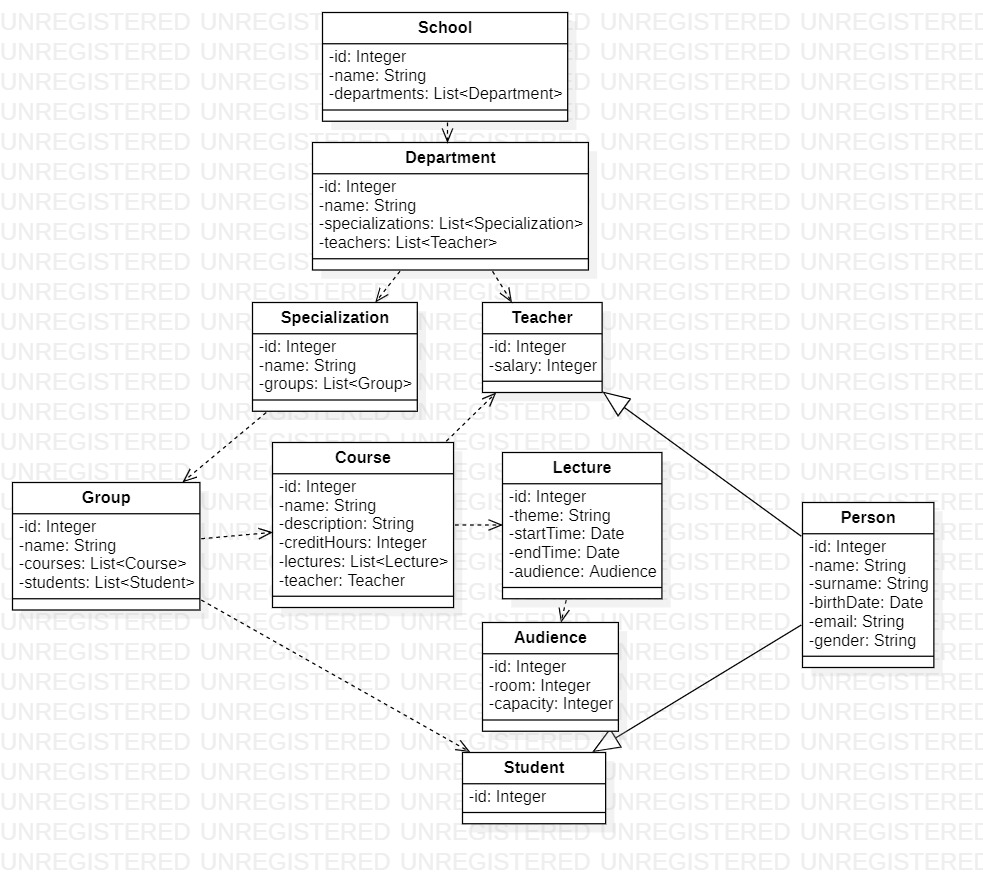 School
-id: Integer
-name: String
-departments: List<Department>
Department
-id: Integer
-name: String
-specializations: List<Specialization>
-teachers: List<Teacher>
Specialization
-id: Integer
-name: String
-groups: List<Group>
Teacher
-id: Integer
-salary: Integer
Group
-id: Integer
-name: String
-courses: List<Course>
-students: List<Student>
Course
-id: Integer
-name: String
-description: String
-creditHours: Integer
-lectures: List<Lecture>
-teacher: Teacher
Lecture
-id: Integer
-theme: String
-startTime: Date
-endTime: Date
-audience: Audience
Person
-id: Integer
-name: String
-surname: String
-birthDate: Date
-email: String
-gender: String
Audience
-id: Integer
-room: Integer
-capacity: Integer
Student
-id: Integer
UNREGISTERED